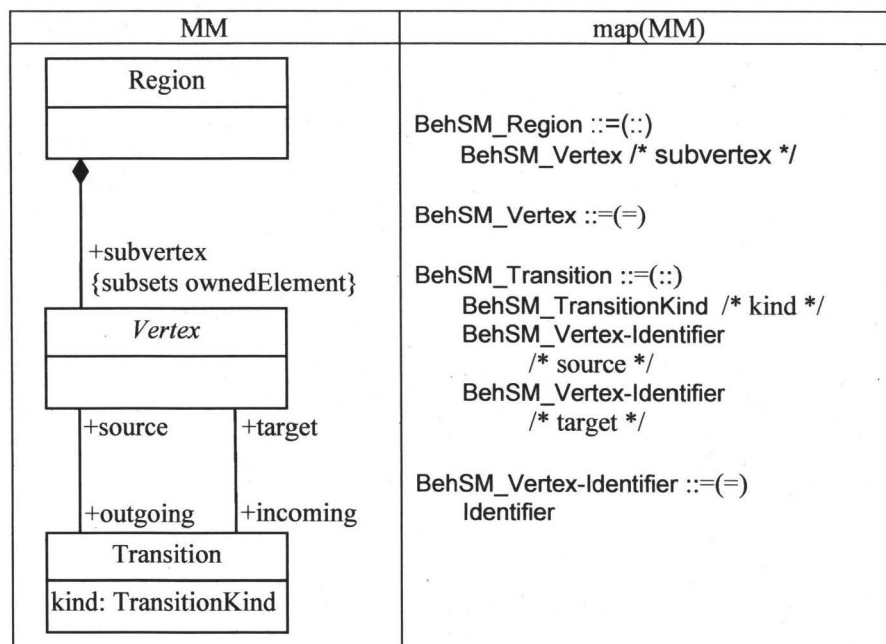 MM
map(MM)
Region
+subvertex
{subsets ownedElement}
Vertex
+source
+target
+outgoing
+incoming
Transition
kind: TransitionKind
BehSM_Region ::=(::)
BehSM_Vertex /* subvertex */
BehSM_Vertex ::=(=)
BehSM_Transition ::=(::)
BehSM_TransitionKind /* kind */
BehSM_Vertex-Identifier
/* source */
BehSM_Vertex-Identifier
/* target */
BehSM_Vertex-Identifier ::=(=)
Identifier